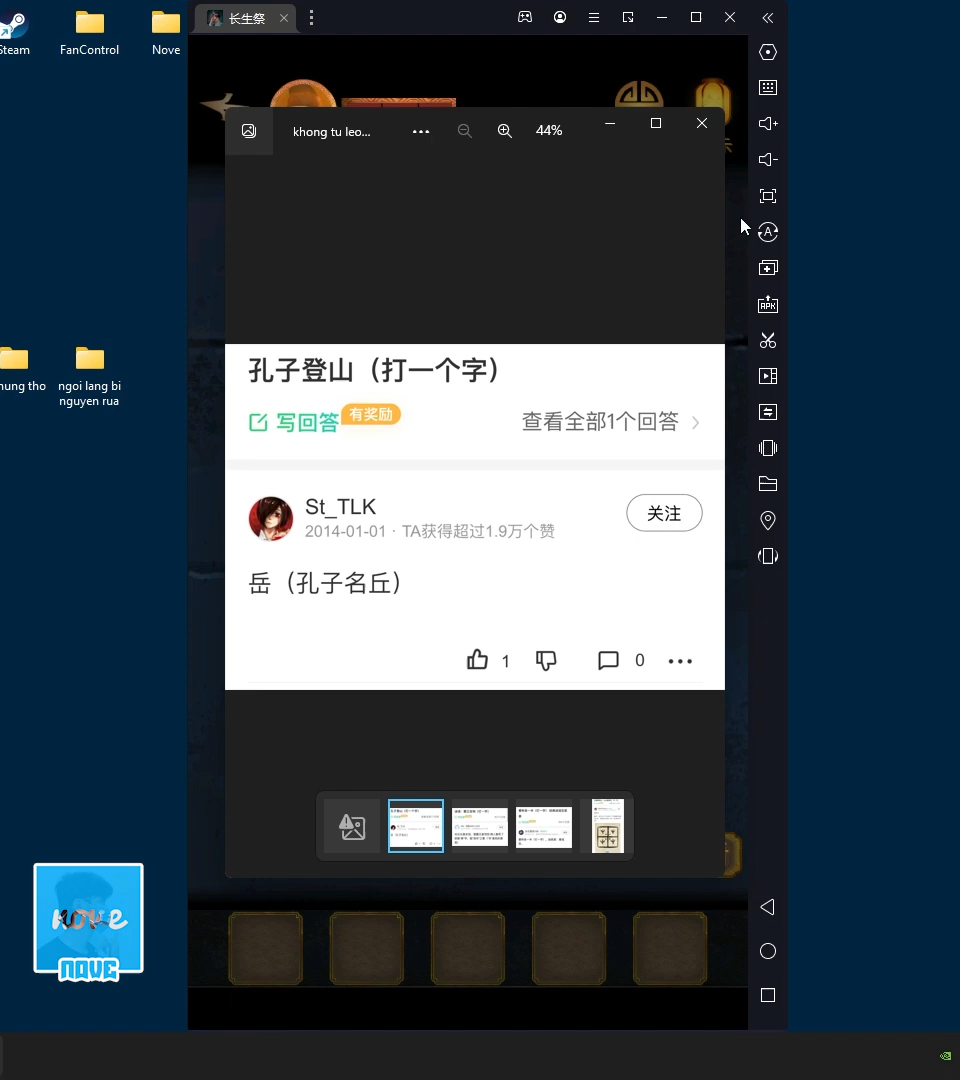 Steam
FanControl
Nove
长生祭
khong tu leo...
44%
孔子登山（打一个字）
写回答
有奖励
查看全部1个回答
St_TLK
2014-01-01 · TA获得超过1.9万个赞
关注
岳（孔子名丘）
1
0
hung tho
ngoi lang bi
nguyen rua
A
APK
nove
NAVE